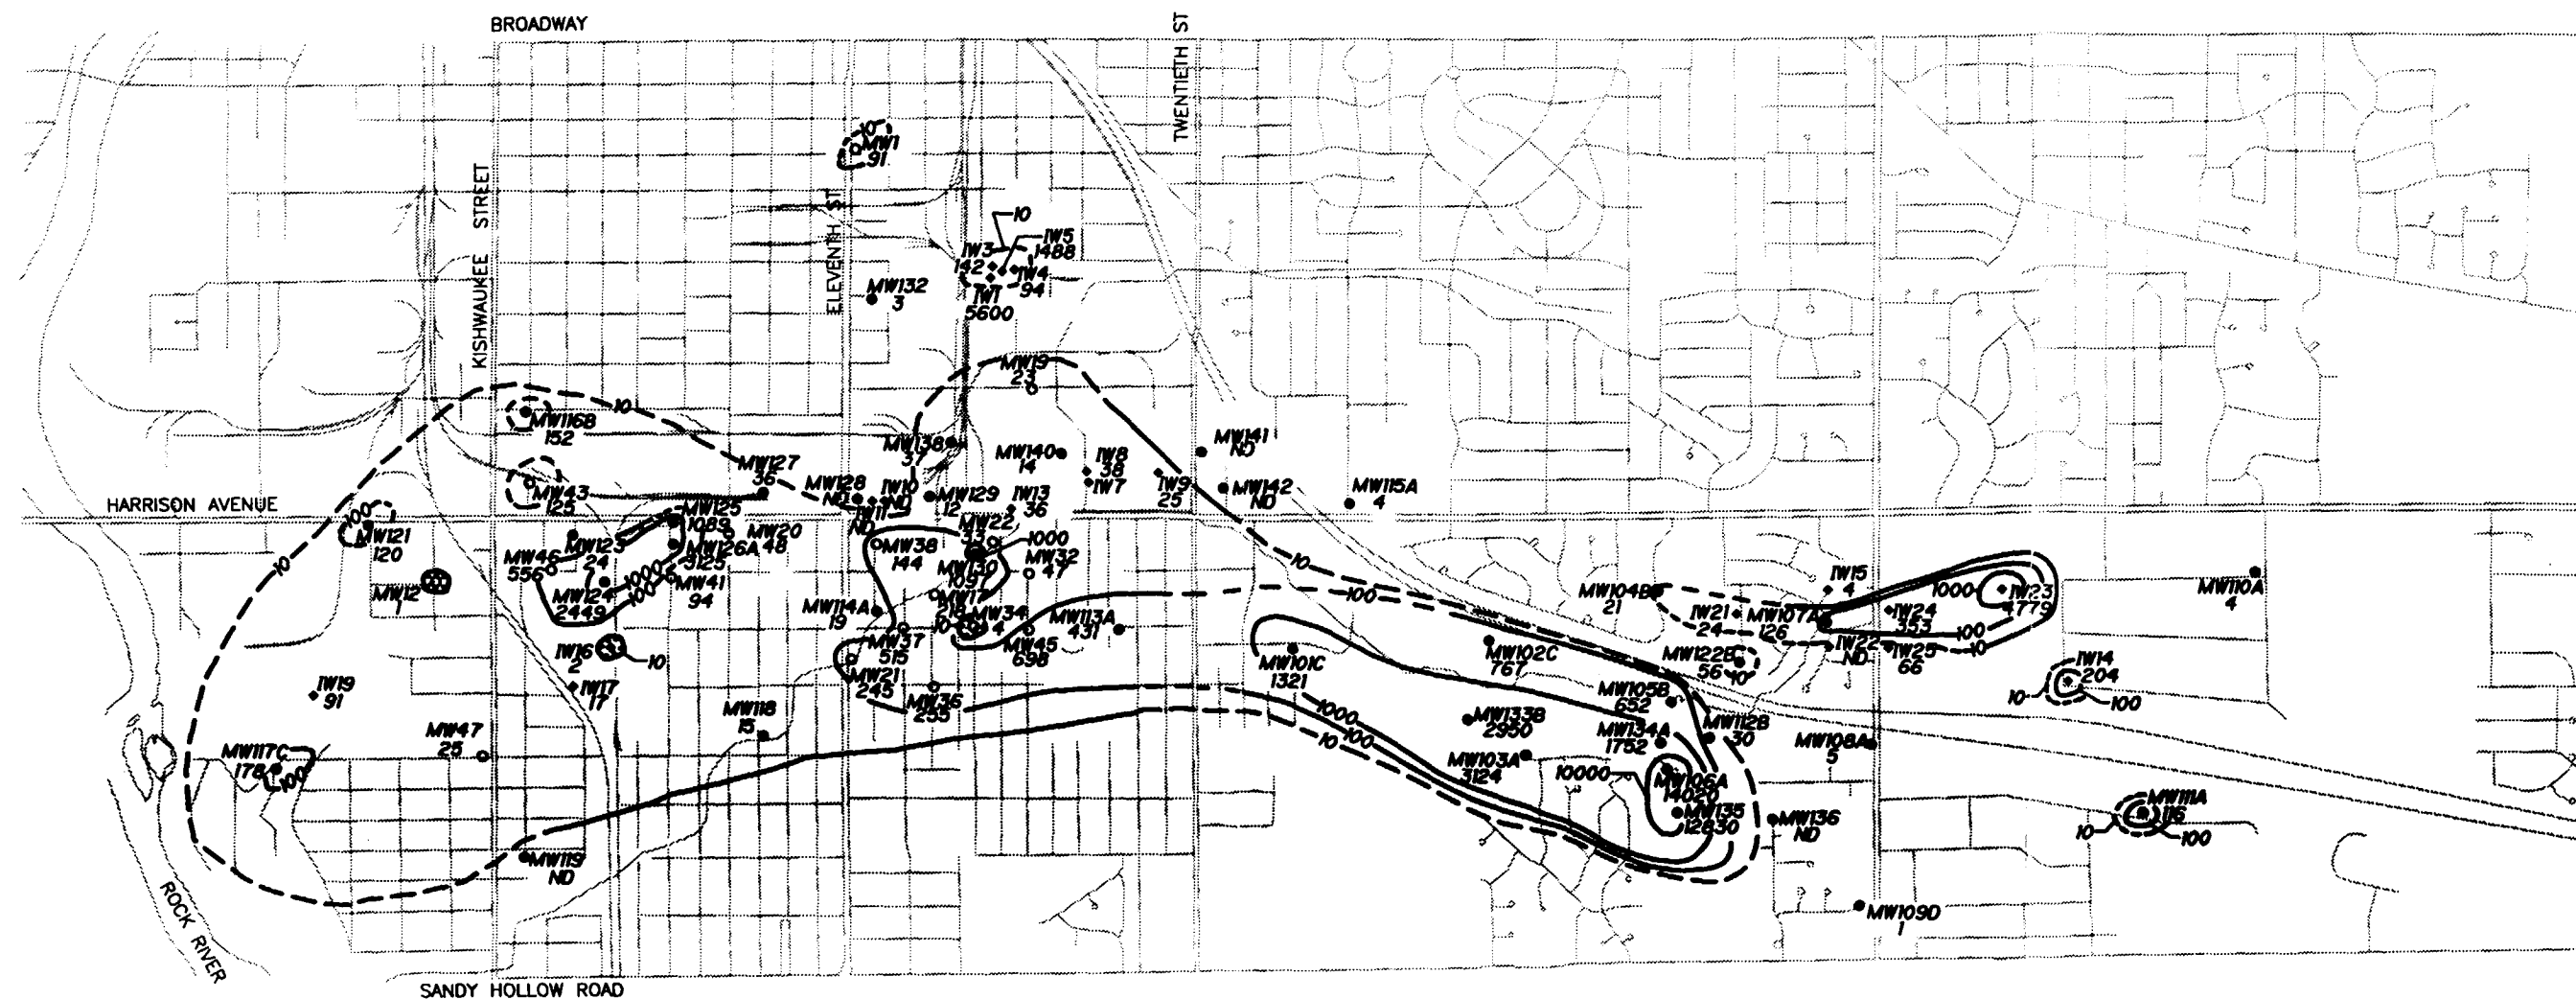 BROADWAY
TWENTIETH ST
KISHWAUKEE STREET
ELEVENTH ST
10
MW1
91
10
IW3
142
IW5
1488
IW4
94
IW1
5600
MW132
3
MW19
23
10
MW116B
152
MW138
37
MW140
14
IW8
38
IW7
MW141
ND
MW127
36
MW128
ND
IW10
ND
IW11
ND
MW129
12
IW13
36
IW9
25
MW142
ND
MW115A
4
MW43
125
HARRISON AVENUE
100
MW121
120
MW125
1089
MW20
48
MW126A
3125
MW123
24
MW46
556
MW124
2449
1000
100
MW41
94
MW12
1
MW38
144
MW22
33
1000
MW32
47
MW130
1097
MW17
218
MW34
4
10
MW114A
19
MW113A
431
MW45
698
MW37
515
MW21
245
MW36
255
10
100
10
IW16
2
10
IW17
17
IW19
91
MW47
25
MW118
15
MW117C
178
100
MW119
ND
MW101C
1321
MW102C
767
1000
100
10
MW133B
2950
MW103A
3124
MW105B
652
MW134A
1752
MW112B
30
10000
MW106A
14020
MW135
12830
MW136
ND
MW104B
21
IW21
24
MW107A
126
MW122B
56
10
IW15
4
IW22
ND
IW24
353
IW25
66
1000
IW23
4779
100
10
MW110A
4
IW14
204
10
100
MW108A
5
MW111A
116
10
100
MW109D
1
ROCK RIVER
SANDY HOLLOW ROAD